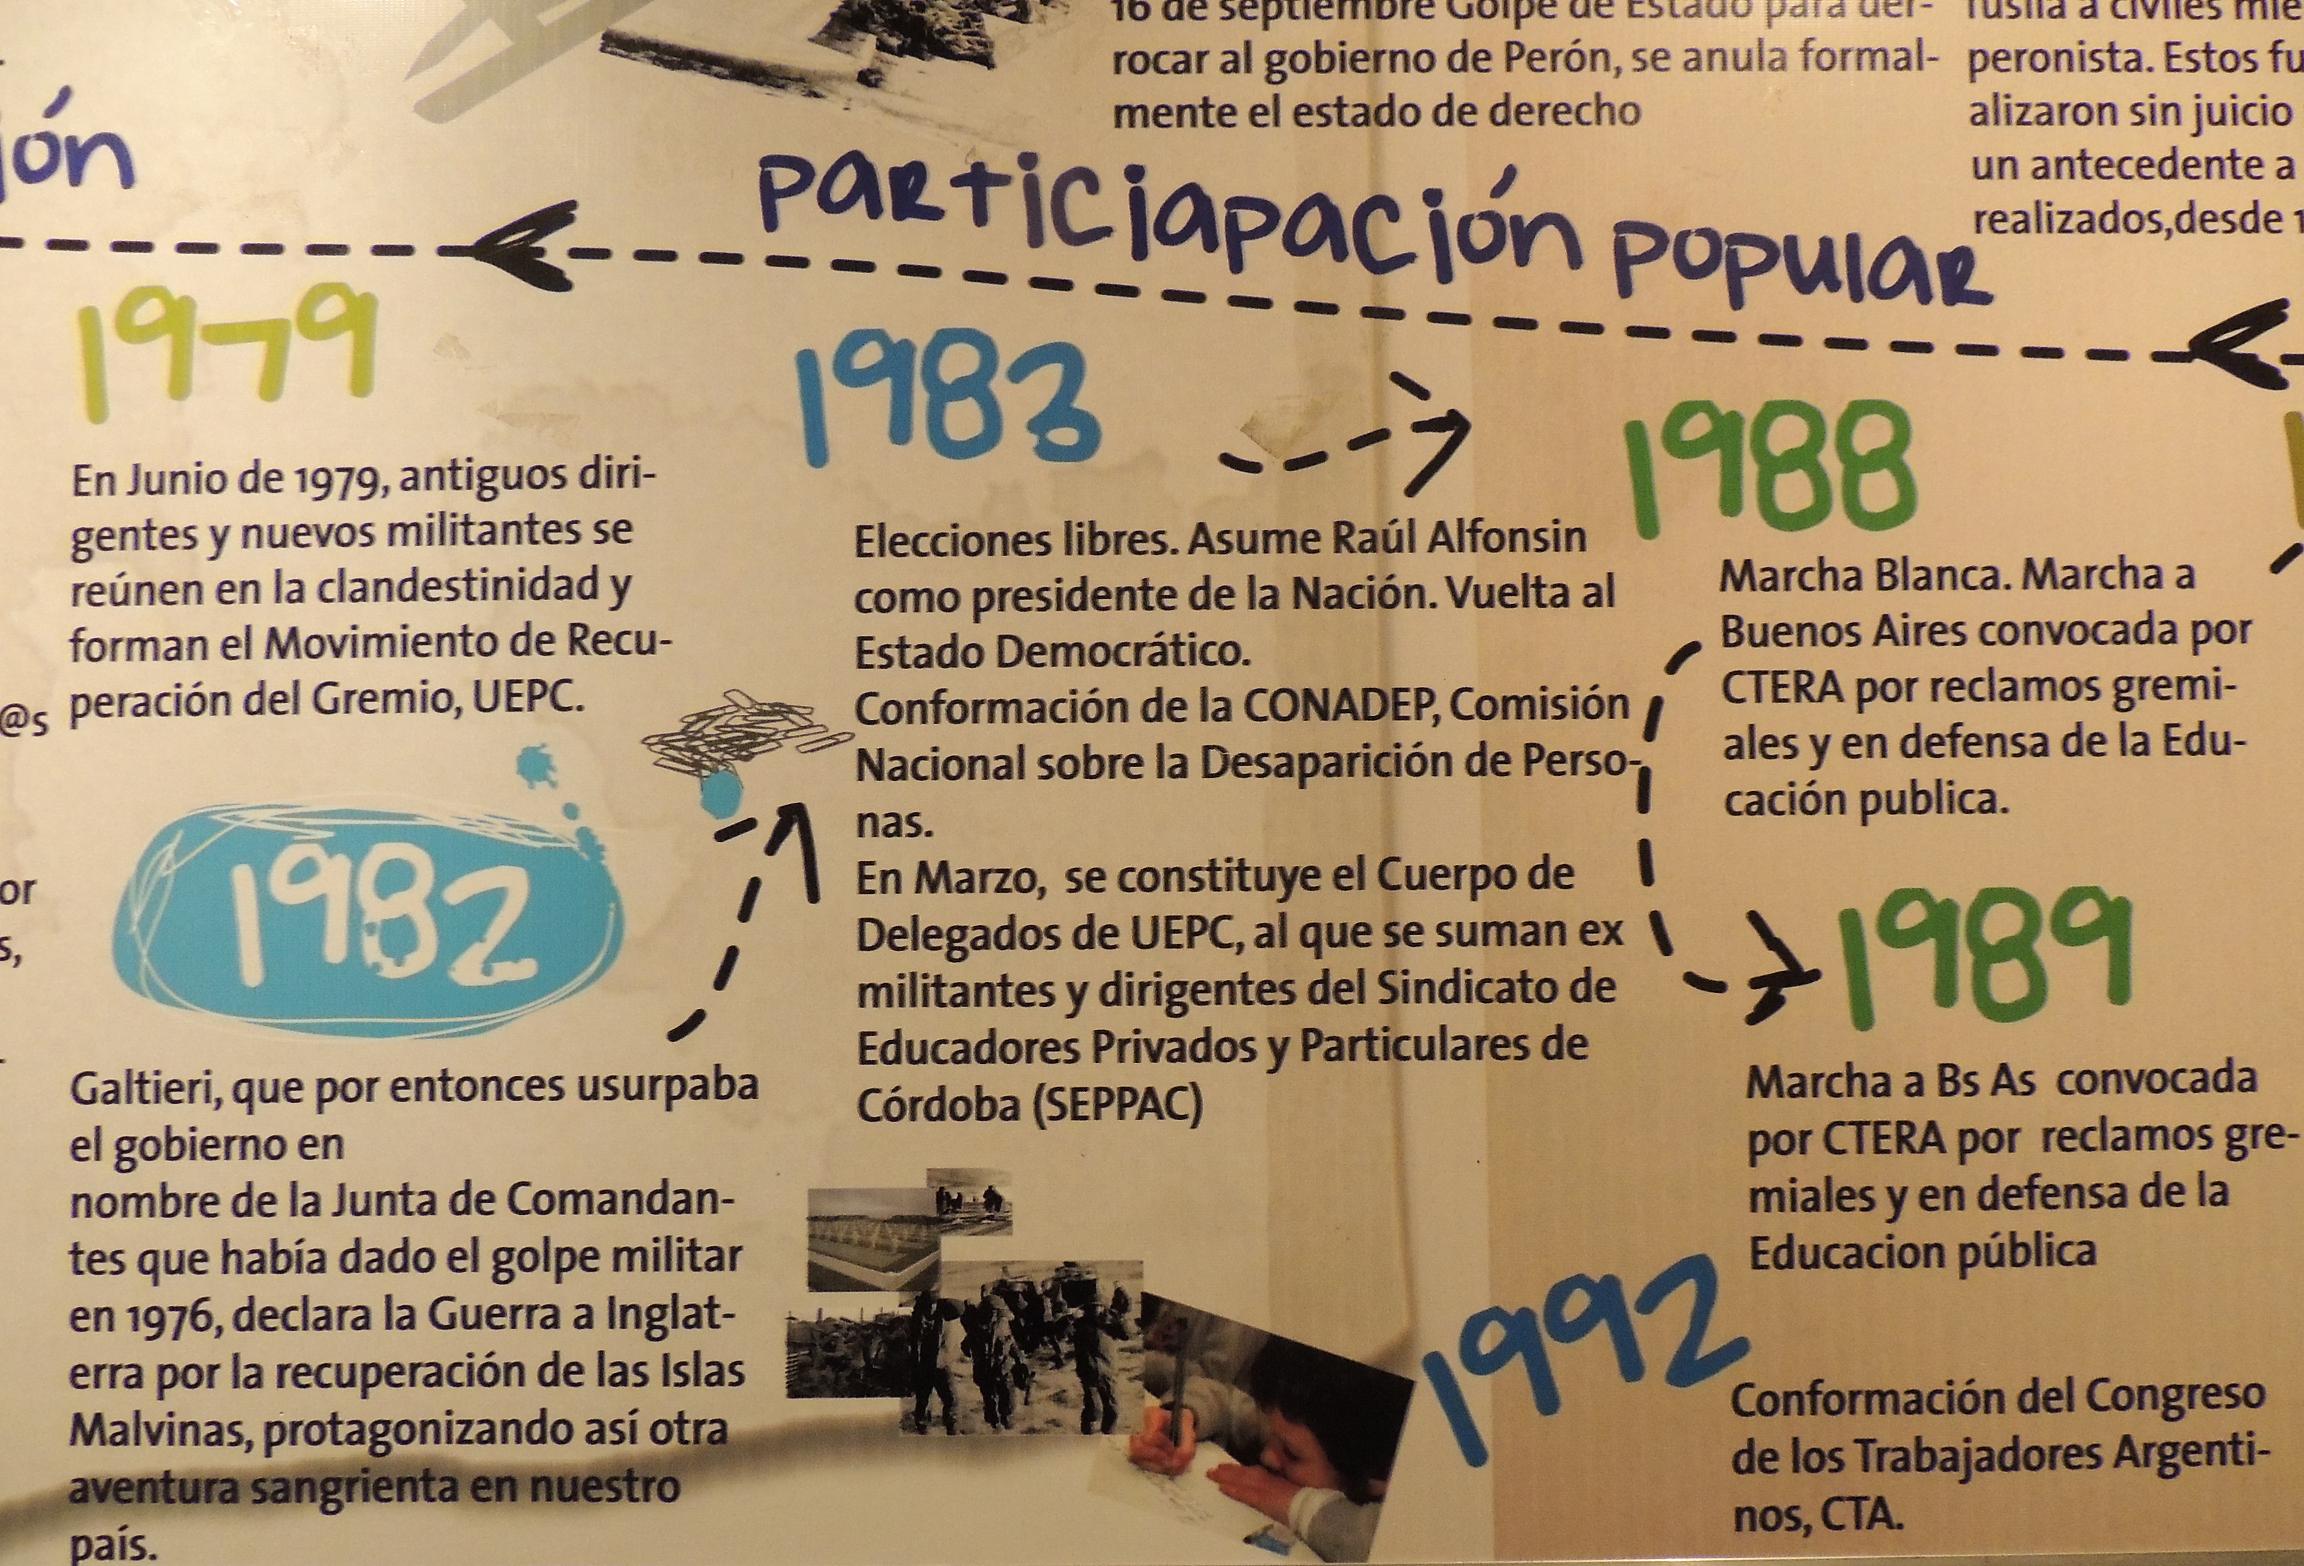 16 de septiembre Golpe de Estado para der-
rocar al gobierno de Perón, se anula formal-
mente el estado de derecho
fusila a civiles
peronista. Estos
alizaron sin juicio
un antecedente a
realizados,desde
particiapación popular
1979
En Junio de 1979, antiguos diri-
gentes y nuevos militantes se
reúnen en la clandestinidad y
forman el Movimiento de Recu-
peración del Gremio, UEPC.
1982
Galtieri, que por entonces usurpaba
el gobierno en
nombre de la Junta de Comandan-
tes que había dado el golpe militar
en 1976, declara la Guerra a Inglat-
erra por la recuperación de las Islas
Malvinas, protagonizando así otra
aventura sangrienta en nuestro
país.
1983
Elecciones libres. Asume Raúl Alfonsin
como presidente de la Nación. Vuelta al
Estado Democrático.
Conformación de la CONADEP, Comisión
Nacional sobre la Desaparición de Perso-
nas.
En Marzo, se constituye el Cuerpo de
Delegados de UEPC, al que se suman ex
militantes y dirigentes del Sindicato de
Educadores Privados y Particulares de
Córdoba (SEPPAC)
1988
Marcha Blanca. Marcha a
Buenos Aires convocada por
CTERA por reclamos gremi-
ales y en defensa de la Edu-
cación publica.
1989
Marcha a Bs As convocada
por CTERA por reclamos gre-
miales y en defensa de la
Educacion pública
1992
Conformación del Congreso
de los Trabajadores Argenti-
nos, CTA.